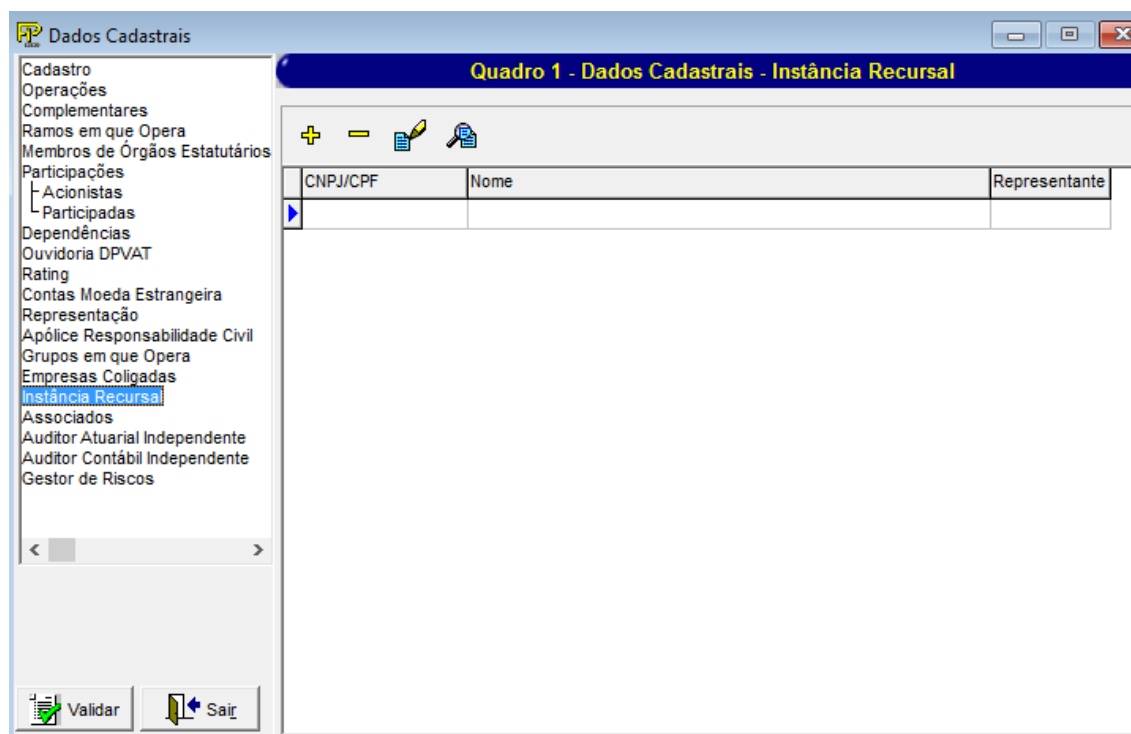 Dados Cadastrais
Cadastro
Operações
Complementares
Ramos em que Opera
Membros de Órgãos Estatutários
Participações
Acionistas
Participadas
Dependências
Ouvidoria DPVAT
Rating
Contas Moeda Estrangeira
Representação
Apólice Responsabilidade Civil
Grupos em que Opera
Empresas Coligadas
Instância Recursal
Associados
Auditor Atuarial Independente
Auditor Contábil Independente
Gestor de Riscos
Validar
Sair
Quadro 1 - Dados Cadastrais - Instância Recursal
CNPJ/CPF Nome Representante